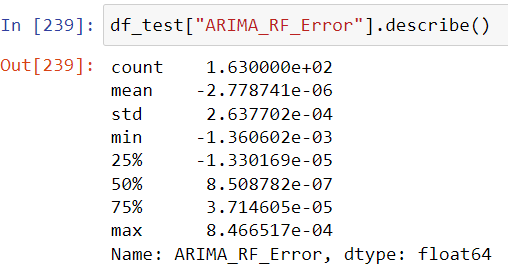 In [239]: df_test["ARIMA_RF_Error"].describe()
Out[239]: count 1.630000e+02
mean -2.778741e-06
std 2.637702e-04
min -1.360602e-03
25% -1.330169e-05
50% 8.508782e-07
75% 3.714605e-05
max 8.466517e-04
Name: ARIMA_RF_Error, dtype: float64